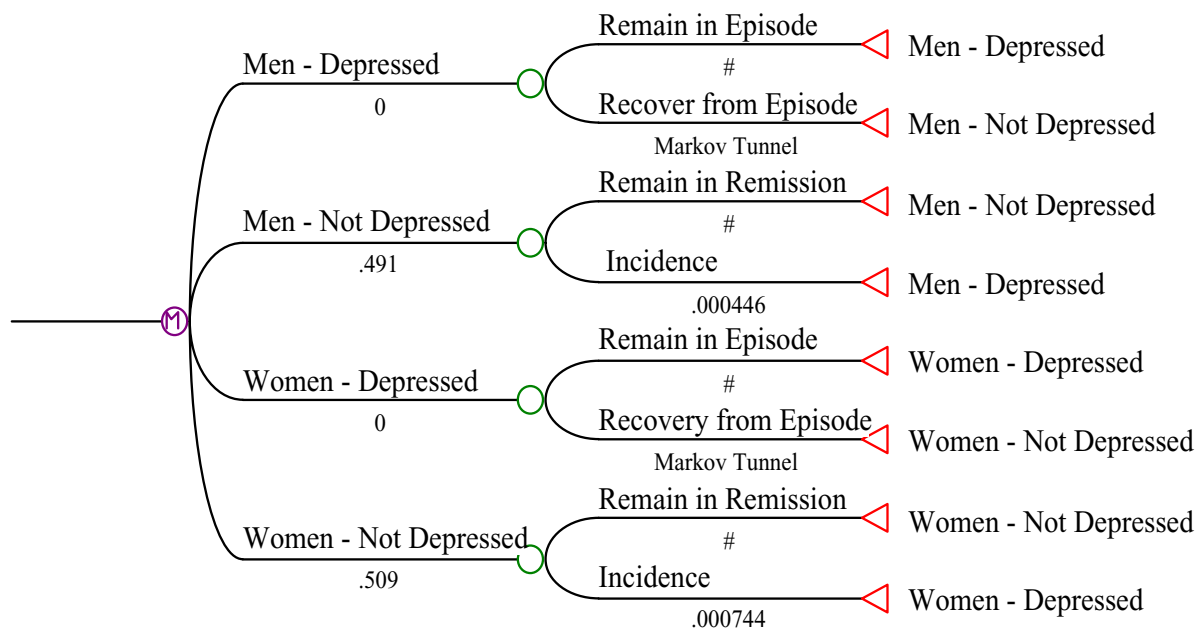 Remain in Episode
Men - Depressed
#
Men - Depressed
0
Recover from Episode
Men - Not Depressed
Markov Tunnel
Remain in Remission
Men - Not Depressed
#
Men - Not Depressed
.491
Incidence
Men - Depressed
.000446
M
Remain in Episode
Women - Depressed
#
Women - Depressed
0
Recovery from Episode
Women - Not Depressed
Markov Tunnel
Remain in Remission
Women - Not Depressed
#
Women - Not Depressed
.509
Incidence
Women - Depressed
.000744